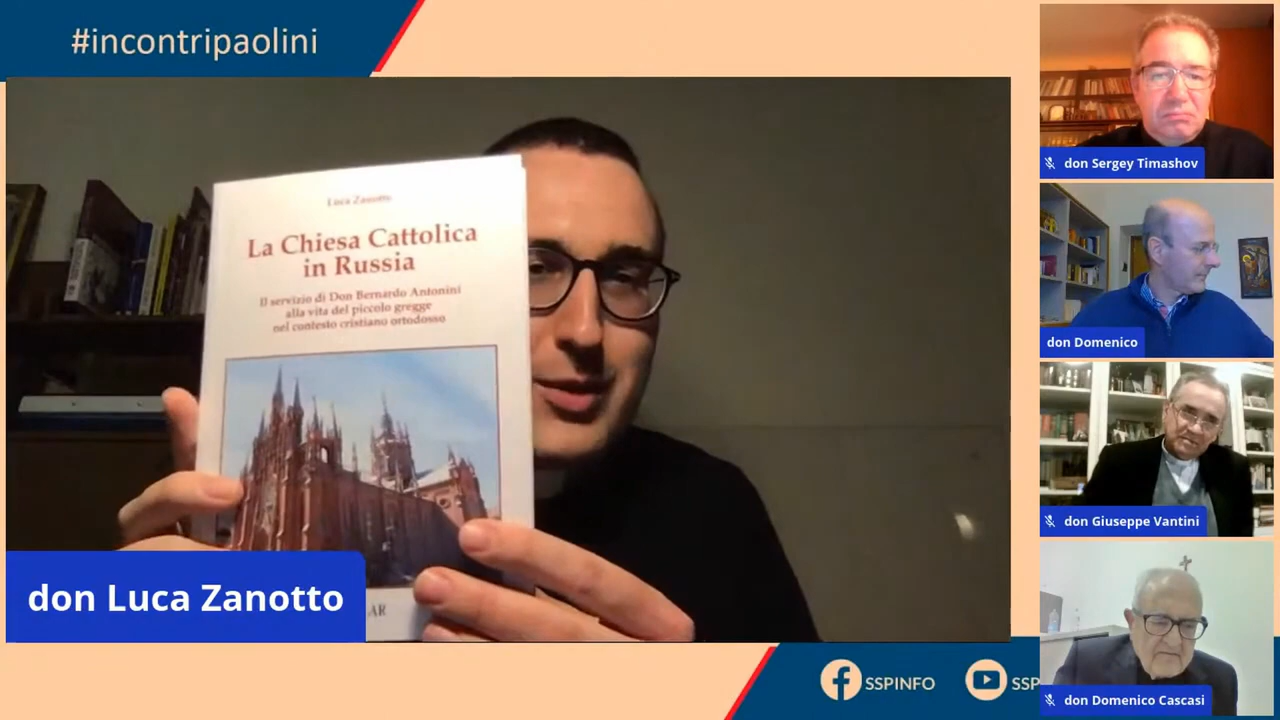 #incontripaolini
Luca Zanotto
La Chiesa Cattolica
in Russia
Il servizio di Don Bernardo Antonini
alla vita del piccolo gregge
nel contesto cristiano ortodosso
AR
don Luca Zanotto
don Sergey Timashov
don Domenico
don Giuseppe Vantini
don Domenico Cascasi
SSPINFO
SSP